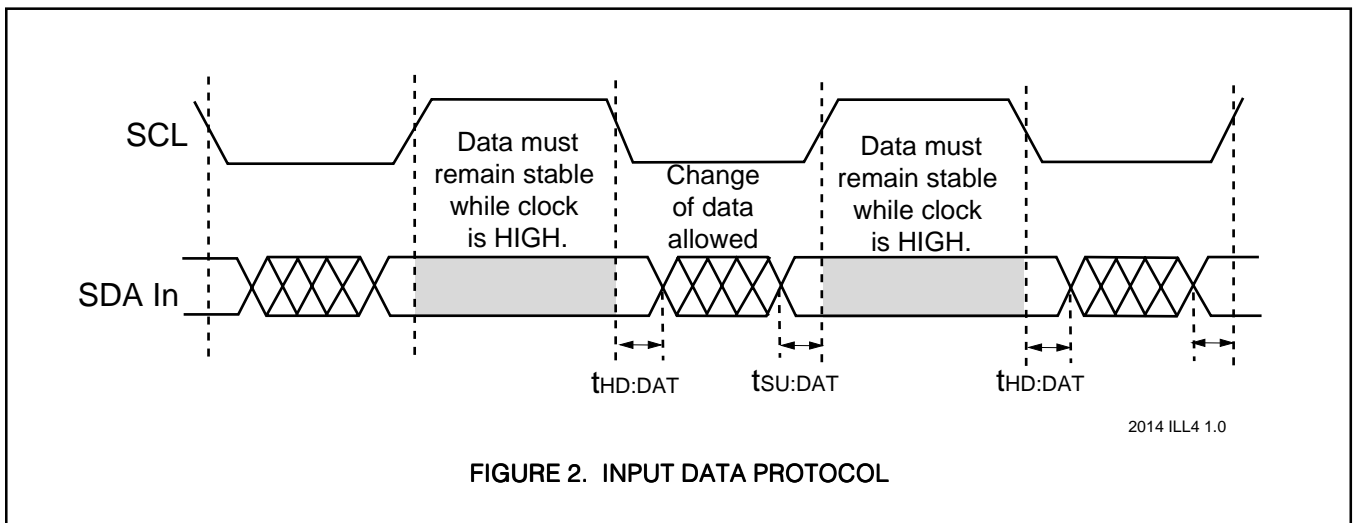 SCL
Data must
remain stable
while clock
is HIGH.
Change
of data
allowed
Data must
remain stable
while clock
is HIGH.
SDA In
tHD:DAT
tSU:DAT
tHD:DAT
2014 ILL4 1.0
FIGURE 2. INPUT DATA PROTOCOL